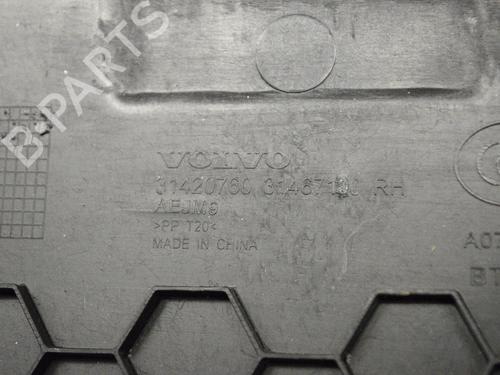 B-PARTS
VOLVO
31420760 31467130 RH
AEJM9
>PP T20<
MADE IN CHINA